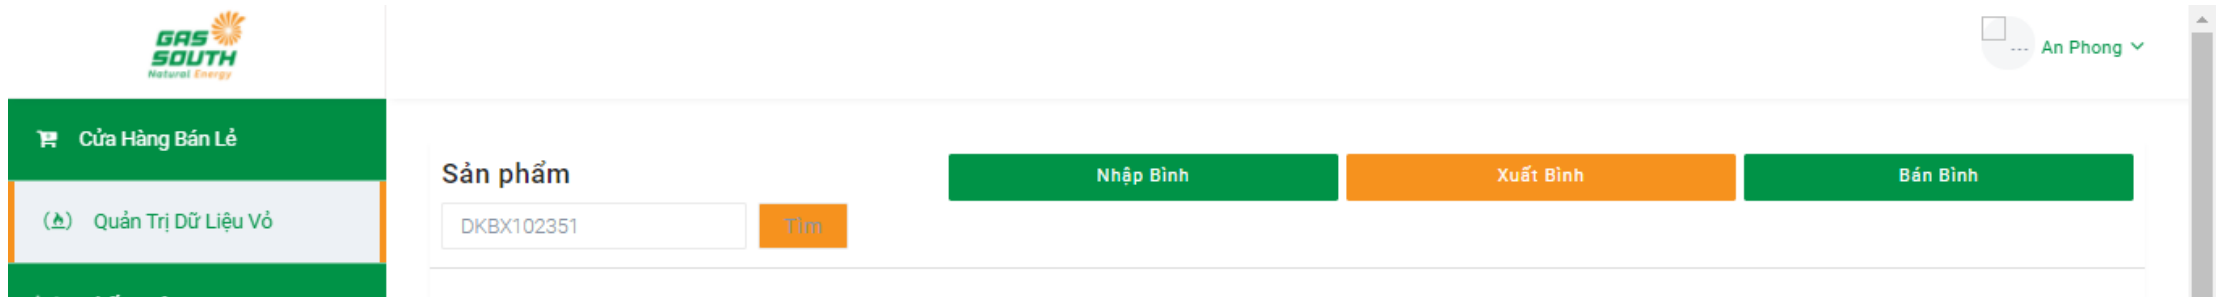 GAS
SOUTH
Natural Energy
An Phong
Cửa Hàng Bán Lẻ
Quản Trị Dữ Liệu Vỏ
Sản phẩm
Nhập Bình
Xuất Bình
Bán Bình
DKBX102351
Tìm